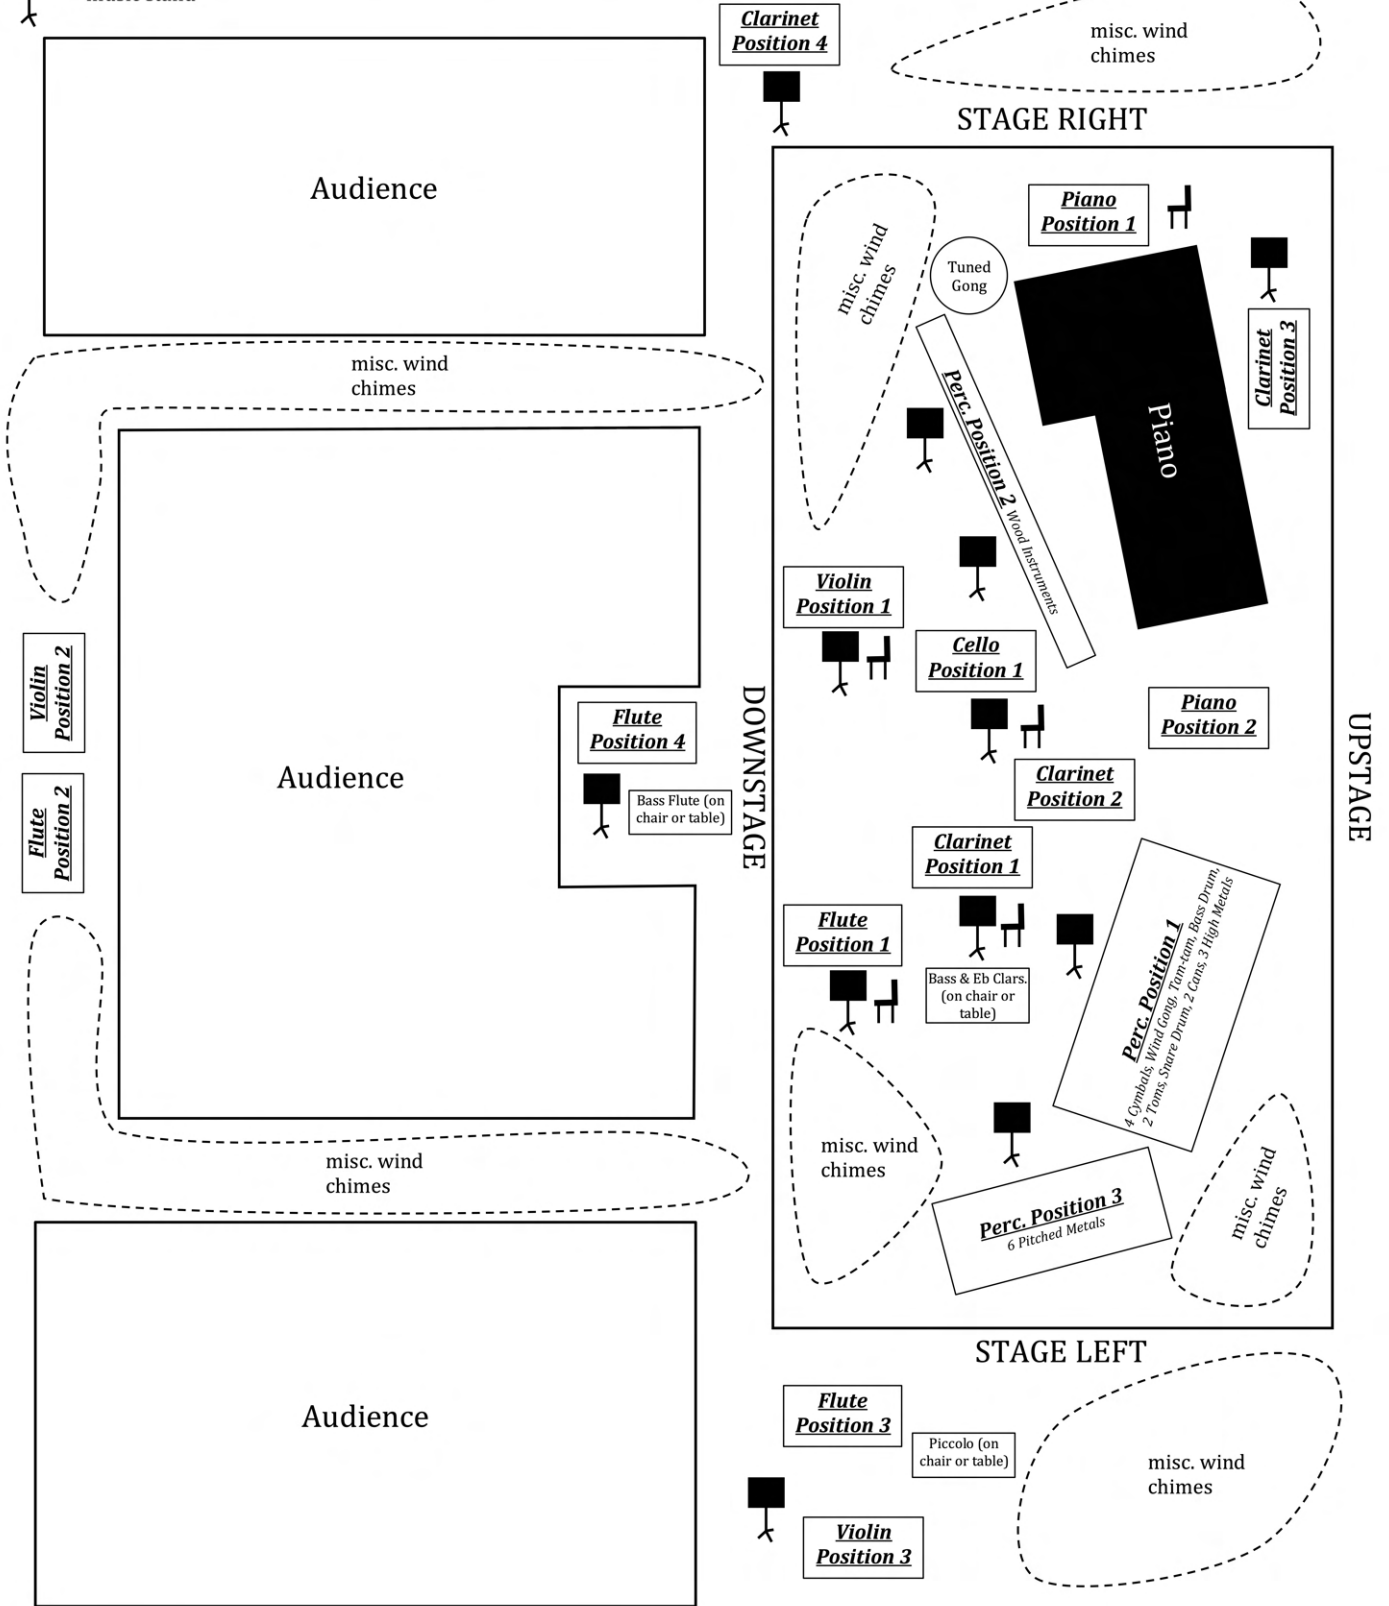 Clarinet
Position 4
misc. wind
chimes
STAGE RIGHT
Audience
Piano
Position 1
misc. wind
chimes
Tuned
Gong
Clarinet
Position 3
Piano
Perc. Position 2 Wood Instruments
misc. wind
chimes
Violin
Position 1
Cello
Position 1
Violin
Position 2
Flute
Position 4
DOWNSTAGE
Piano
Position 2
UPSTAGE
Audience
Flute
Position 2
Bass Flute (on
chair or table)
Clarinet
Position 2
Clarinet
Position 1
Flute
Position 1
Bass & Eb Clars.
(on chair or
table)
Perc. Position 1
4 Cymbals, Wind Gong, Tam-tam, Bass Drum,
2 Toms, Snare Drum, 2 Cans, 3 High Metals
misc. wind
chimes
misc. wind
chimes
Perc. Position 3
6 Pitched Metals
misc. wind
chimes
STAGE LEFT
Audience
Flute
Position 3
Piccolo (on
chair or table)
misc. wind
chimes
Violin
Position 3